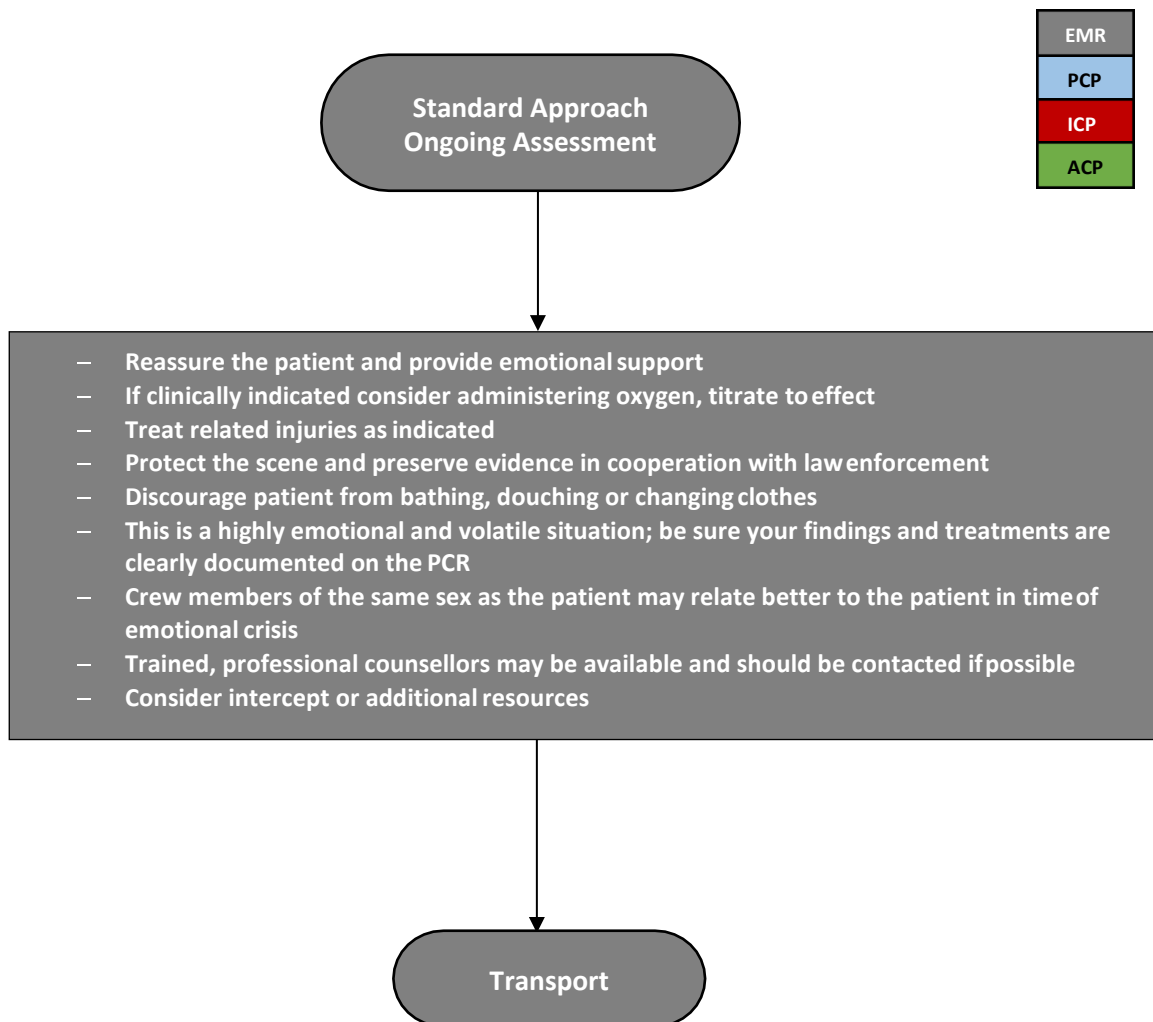 EMR
PCP
ICP
ACP
Standard Approach
Ongoing Assessment
– Reassure the patient and provide emotional support
– If clinically indicated consider administering oxygen, titrate to effect
– Treat related injuries as indicated
– Protect the scene and preserve evidence in cooperation with law enforcement
– Discourage patient from bathing, douching or changing clothes
– This is a highly emotional and volatile situation; be sure your findings and treatments are
clearly documented on the PCR
– Crew members of the same sex as the patient may relate better to the patient in time of
emotional crisis
– Trained, professional counsellors may be available and should be contacted if possible
– Consider intercept or additional resources
Transport